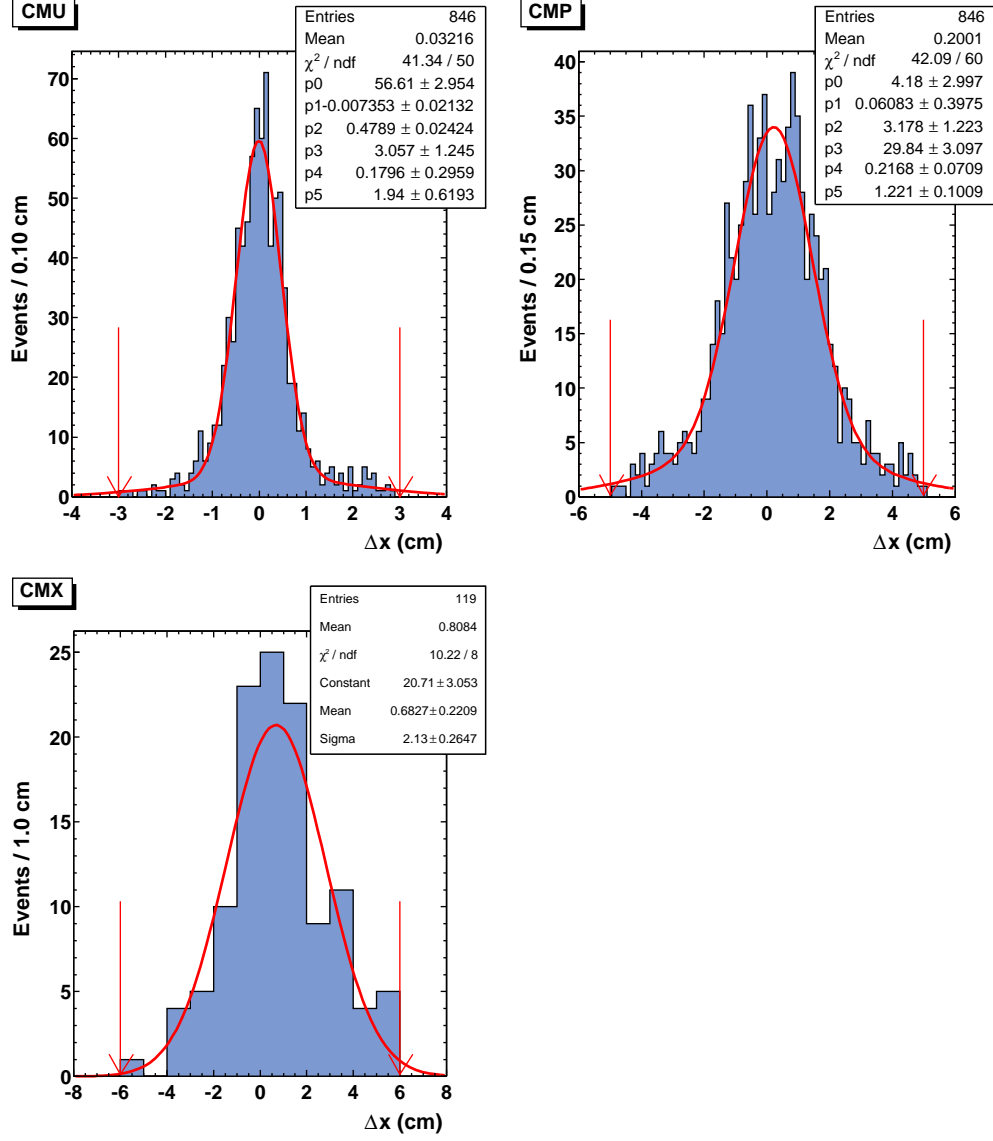 CMU
Entries 846
Mean 0.03216
χ² / ndf 41.34 / 50
p0 56.61 ± 2.954
p1 -0.007353 ± 0.02132
p2 0.4789 ± 0.02424
p3 3.057 ± 1.245
p4 0.1796 ± 0.2959
p5 1.94 ± 0.6193
Events / 0.10 cm
70
60
50
40
30
20
10
0
-4 -3 -2 -1 0 1 2 3 4
Δx (cm)
CMP
Entries 846
Mean 0.2001
χ² / ndf 42.09 / 60
p0 4.18 ± 2.997
p1 0.06083 ± 0.3975
p2 3.178 ± 1.223
p3 29.84 ± 3.097
p4 0.2168 ± 0.0709
p5 1.221 ± 0.1009
Events / 0.15 cm
40
35
30
25
20
15
10
5
0
-6 -4 -2 0 2 4 6
Δx (cm)
CMX
Entries 119
Mean 0.8084
χ² / ndf 10.22 / 8
Constant 20.71 ± 3.053
Mean 0.6827 ± 0.2209
Sigma 2.13 ± 0.2647
Events / 1.0 cm
25
20
15
10
5
0
-8 -6 -4 -2 0 2 4 6 8
Δx (cm)